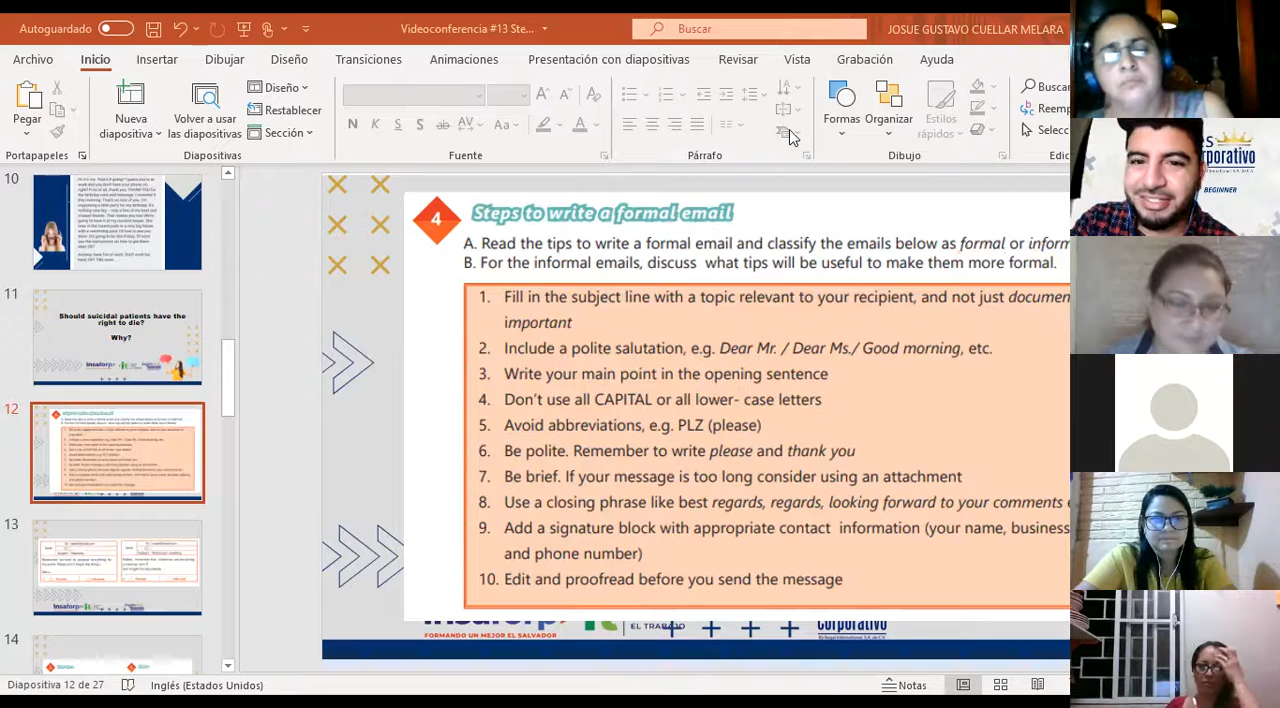 Autoguardado
Videoconferencia #13 Ste...
Buscar
JOSUE GUSTAVO CUELLAR MELARA
Archivo
Inicio
Insertar
Dibujar
Diseño
Transiciones
Animaciones
Presentación con diapositivas
Revisar
Vista
Grabación
Ayuda
Pegar
Portapapeles
Nueva
diapositiva
Volver a usar
las diapositivas
Diseño
Restablecer
Sección
Diapositivas
N K S S ab AV Aa
Fuente
Párrafo
Formas
Organizar
Estilos
rápidos
Dibujo
Buscar
Reemp
Selecc
Edic
10
11
Should suicidal patients have the
right to die?
Why?
12
13
14
4
Steps to write a formal email
A. Read the tips to write a formal email and classify the emails below as formal or inform
B. For the informal emails, discuss what tips will be useful to make them more formal.
1. Fill in the subject line with a topic relevant to your recipient, and not just documen
important
2. Include a polite salutation, e.g. Dear Mr. / Dear Ms./ Good morning, etc.
3. Write your main point in the opening sentence
4. Don't use all CAPITAL or all lower- case letters
5. Avoid abbreviations, e.g. PLZ (please)
6. Be polite. Remember to write please and thank you
7. Be brief. If your message is too long consider using an attachment
8. Use a closing phrase like best regards, regards, looking forward to your comments e
9. Add a signature block with appropriate contact information (your name, business
and phone number)
10. Edit and proofread before you send the message
FORMANDO UN MEJOR EL SALVADOR
EL TRABAJO
Corporativo
Diapositiva 12 de 27
Inglés (Estados Unidos)
Notas
BEGINNER